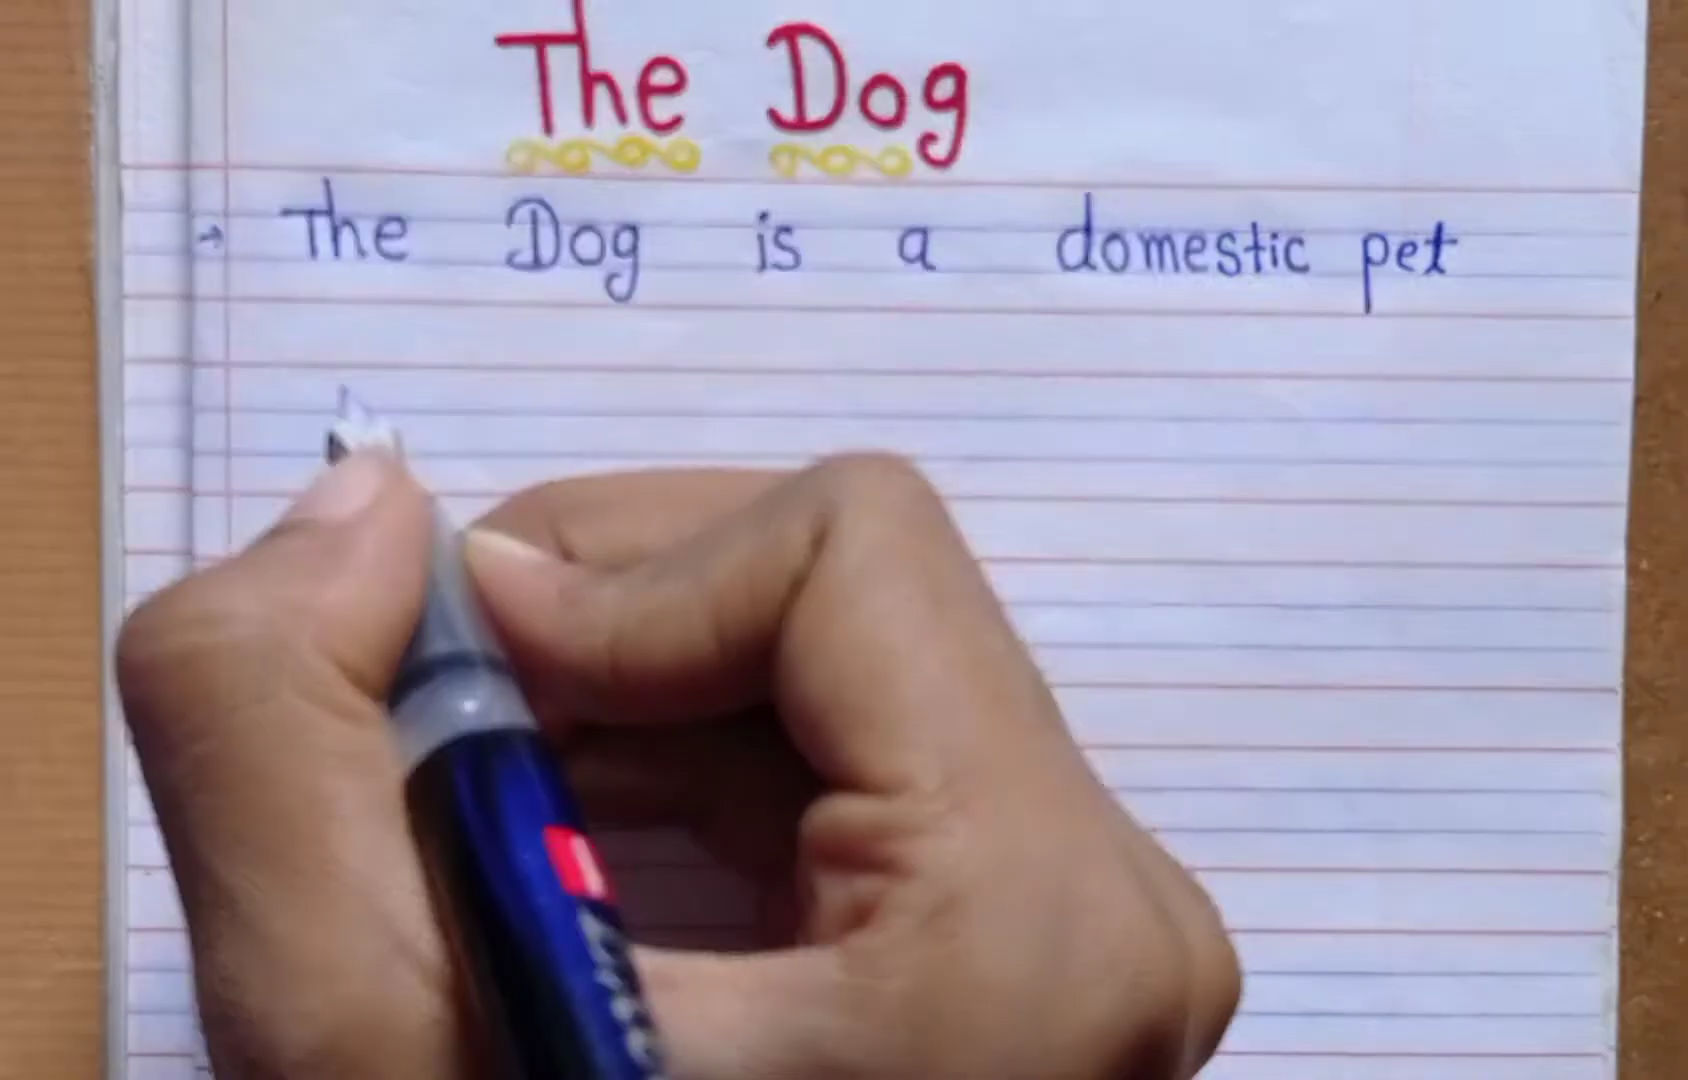 The Dog
→ The Dog is a domestic pet